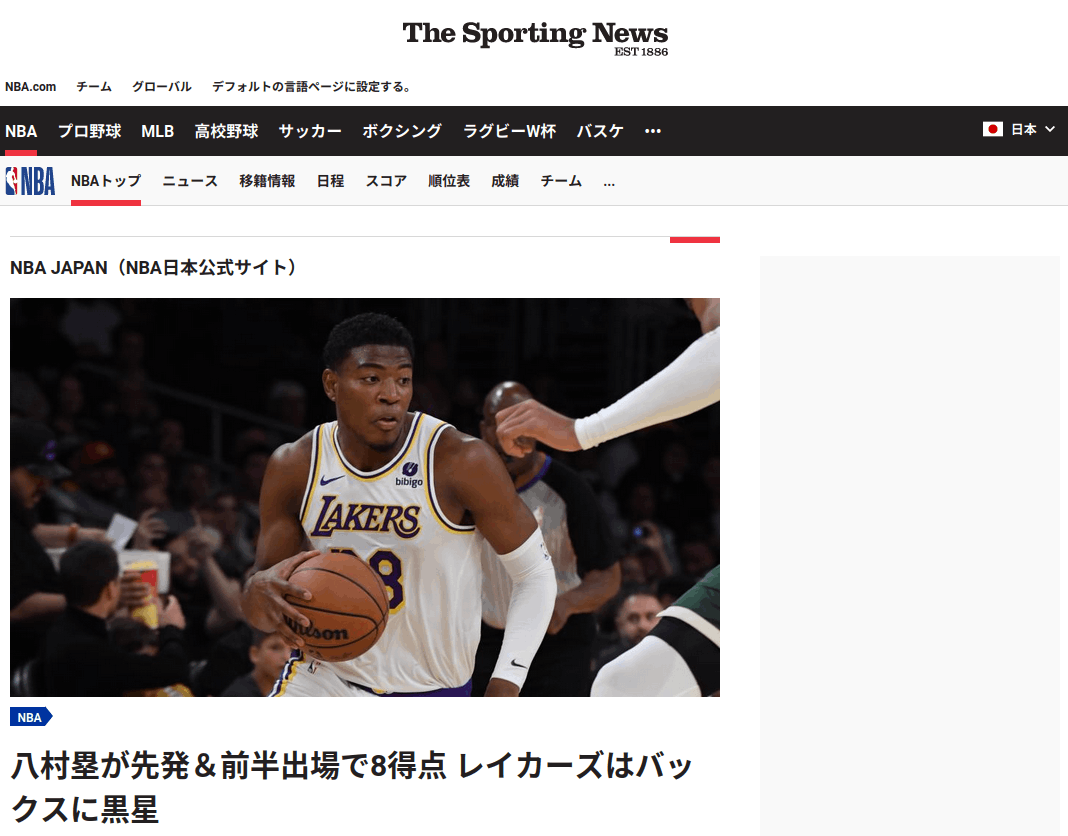 The Sporting News
EST 1886
NBA.com チーム グローバル デフォルトの言語ページに設定する。
NBA プロ野球 MLB 高校野球 サッカー ボクシング ラグビーW杯 バスケ ••• 日本
NBA NBAトップ ニュース 移籍情報 日程 スコア 順位表 成績 チーム ...
NBA JAPAN（NBA日本公式サイト）
bibigo
LAKERS
28
Wilson
NBA
八村塁が先発＆前半出場で8得点 レイカーズはバッ
クスに黒星